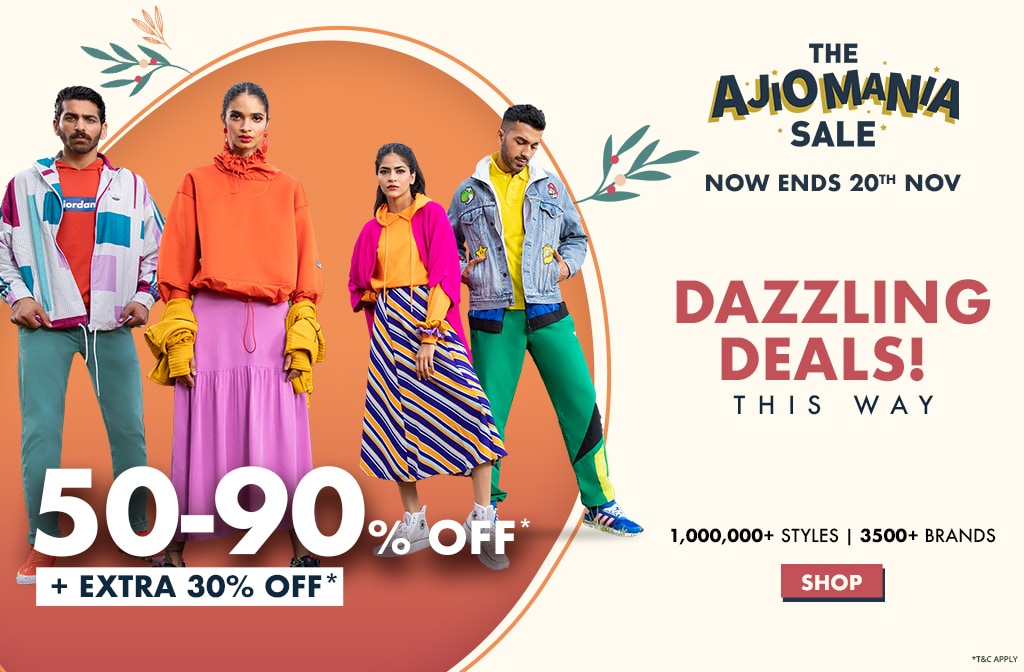 THE
AJIOMANIA
SALE
NOW ENDS 20TH NOV
DAZZLING
DEALS!
THIS WAY
Jordan
50-90% OFF*
+ EXTRA 30% OFF*
1,000,000+ STYLES | 3500+ BRANDS
SHOP
*T&C APPLY